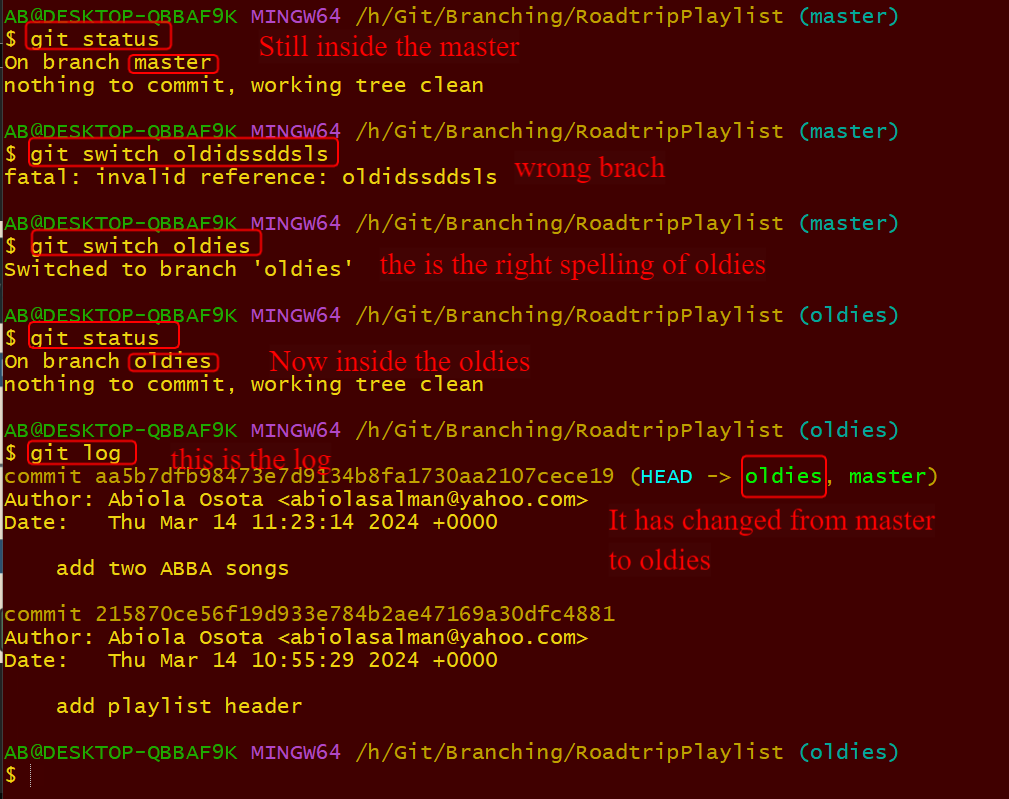 AB@DESKTOP-QBBAF9K MINGW64 /h/Git/Branching/RoadtripPlaylist (master)
$ git status
Still inside the master
On branch master
nothing to commit, working tree clean
AB@DESKTOP-QBBAF9K MINGW64 /h/Git/Branching/RoadtripPlaylist (master)
$ git switch oldidssddsls
wrong brach
fatal: invalid reference: oldidssddsls
AB@DESKTOP-QBBAF9K MINGW64 /h/Git/Branching/RoadtripPlaylist (master)
$ git switch oldies
Switched to branch 'oldies'
the is the right spelling of oldies
AB@DESKTOP-QBBAF9K MINGW64 /h/Git/Branching/RoadtripPlaylist (oldies)
$ git status
On branch oldies
Now inside the oldies
nothing to commit, working tree clean
AB@DESKTOP-QBBAF9K MINGW64 /h/Git/Branching/RoadtripPlaylist (oldies)
$ git log
this is the log
commit aa5b7dfb98473e7d9134b8fa1730aa2107cece19 (HEAD -> oldies, master)
Author: Abiola Osota <abiolasalman@yahoo.com>
Date:   Thu Mar 14 11:23:14 2024 +0000
It has changed from master
to oldies
add two ABBA songs
commit 215870ce56f19d933e784b2ae47169a30dfc4881
Author: Abiola Osota <abiolasalman@yahoo.com>
Date:   Thu Mar 14 10:55:29 2024 +0000
add playlist header
AB@DESKTOP-QBBAF9K MINGW64 /h/Git/Branching/RoadtripPlaylist (oldies)
$